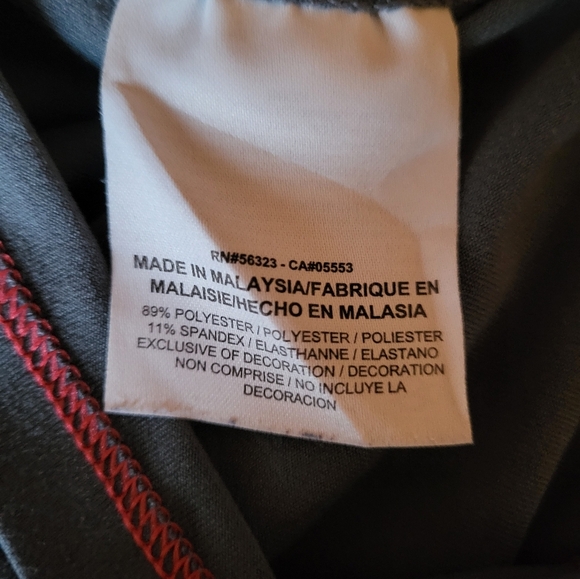 RN#56323 - CA#05553
MADE IN MALAYSIA/FABRIQUE EN
MALAISIE/HECHO EN MALASIA
89% POLYESTER / POLYESTER / POLIESTER
11% SPANDEX / ELASTHANNE / ELASTANO
EXCLUSIVE OF DECORATION / DECORATION
NON COMPRISE / NO INCLUYE LA
DECORACION